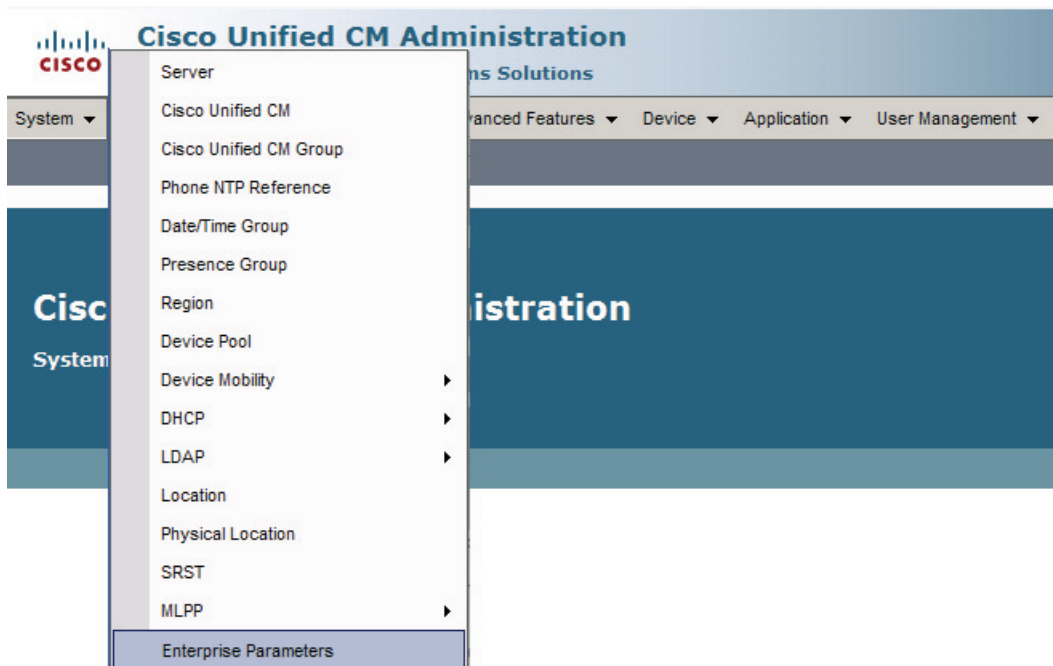 Cisco Unified CM Administration
CISCO
ns Solutions
System
anced Features
Device
Application
User Management
Server
Cisco Unified CM
Cisco Unified CM Group
Phone NTP Reference
Date/Time Group
Presence Group
Region
Device Pool
Device Mobility
DHCP
LDAP
Location
Physical Location
SRST
MLPP
Enterprise Parameters
Cisc
istration
System